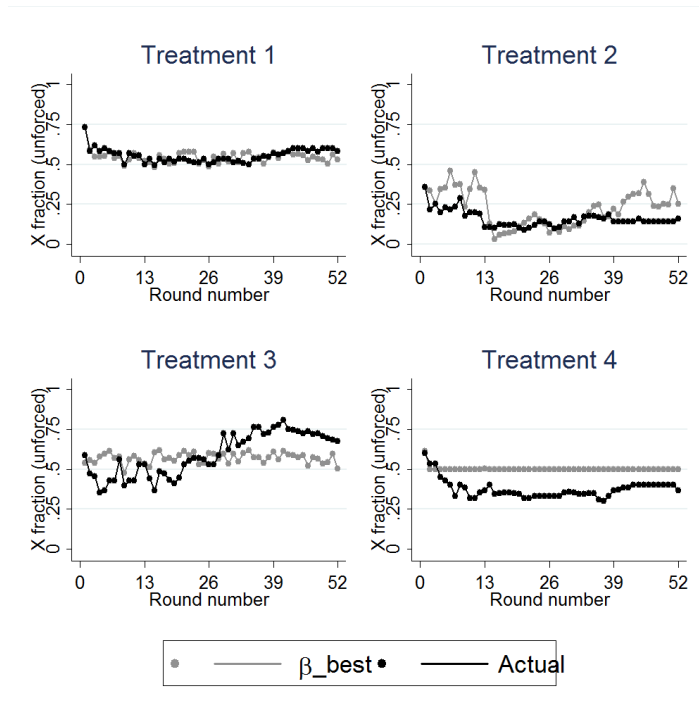 Treatment 1
Treatment 2
X fraction (unforced)
0 .25 .5 .75 1
0 13 26 39 52
Round number
X fraction (unforced)
0 .25 .5 .75 1
0 13 26 39 52
Round number
Treatment 3
Treatment 4
X fraction (unforced)
0 .25 .5 .75 1
0 13 26 39 52
Round number
X fraction (unforced)
0 .25 .5 .75 1
0 13 26 39 52
Round number
β_best
Actual